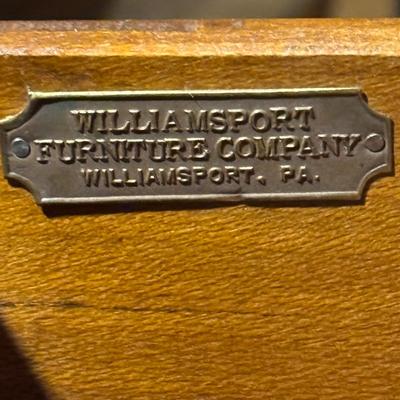 WILLIAMSPORT
FURNITURE COMPANY
WILLIAMSPORT, PA.